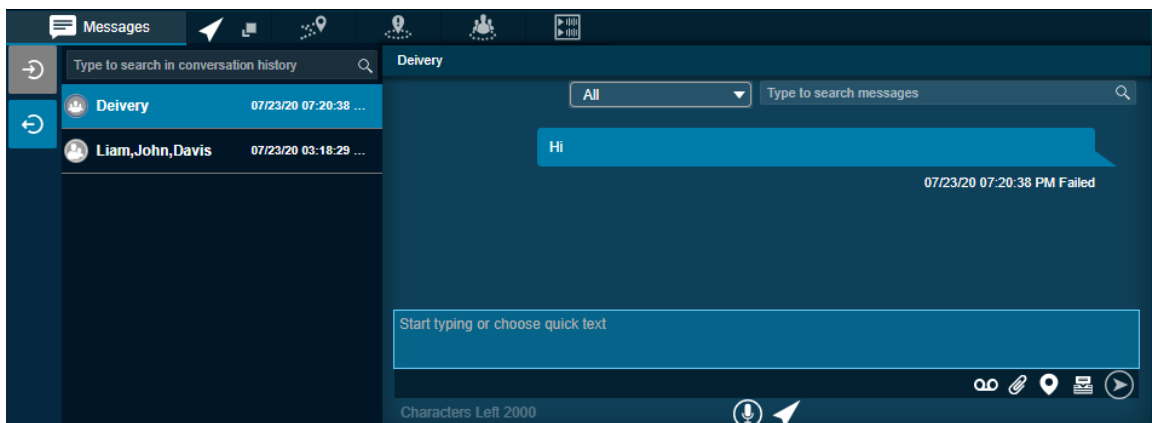 Messages
Type to search in conversation history
Deivery 07/23/20 07:20:38 ...
Liam,John,Davis 07/23/20 03:18:29 ...
Deivery
All
Type to search messages
Hi
07/23/20 07:20:38 PM Failed
Start typing or choose quick text
Characters Left 2000